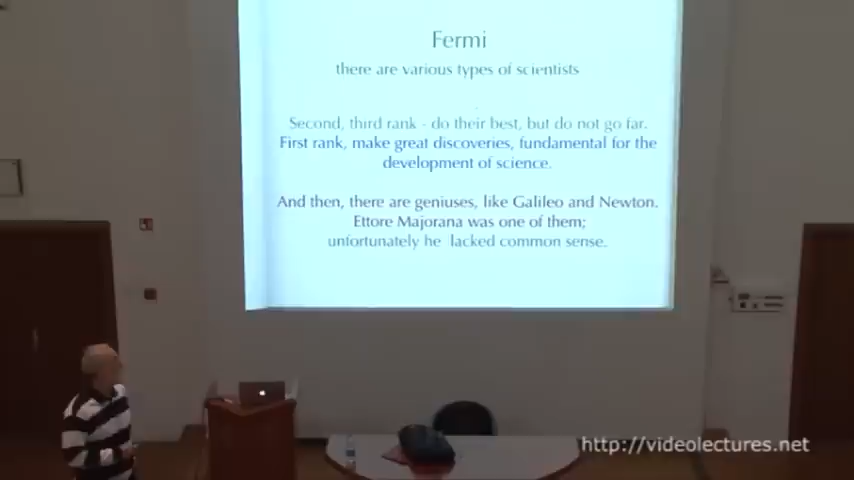 Fermi
there are various types of scientists
Second, third rank - do their best, but do not go far.
First rank, make great discoveries, fundamental for the
development of science.
And then, there are geniuses, like Galileo and Newton.
Ettore Majorana was one of them;
unfortunately he lacked common sense.
http://videolectures.net